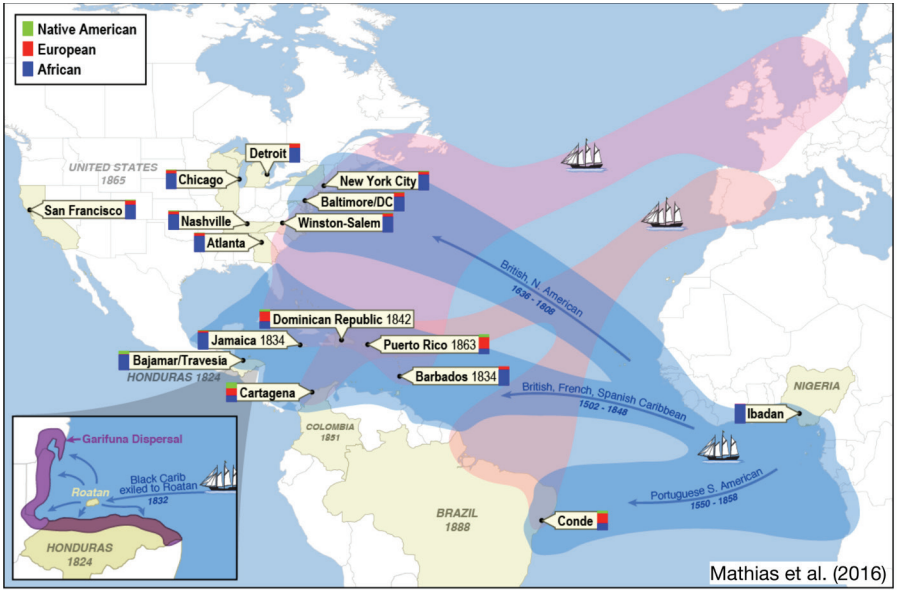 Native American
European
African
UNITED STATES
1865
Detroit
Chicago
New York City
Baltimore/DC
San Francisco
Nashville
Winston-Salem
Atlanta
British, N. American
1636 - 1808
Dominican Republic 1842
Jamaica 1834
Puerto Rico 1863
Bajamar/Travesia
HONDURAS 1824
Barbados 1834
Cartagena
British, French, Spanish Caribbean
1502 - 1848
NIGERIA
Ibadan
COLOMBIA
1851
Garifuna Dispersal
Black Carib
exiled to Roatan
1832
Roatan
HONDURAS
1824
Portuguese S. American
1550 - 1858
BRAZIL
1888
Conde
Mathias et al. (2016)